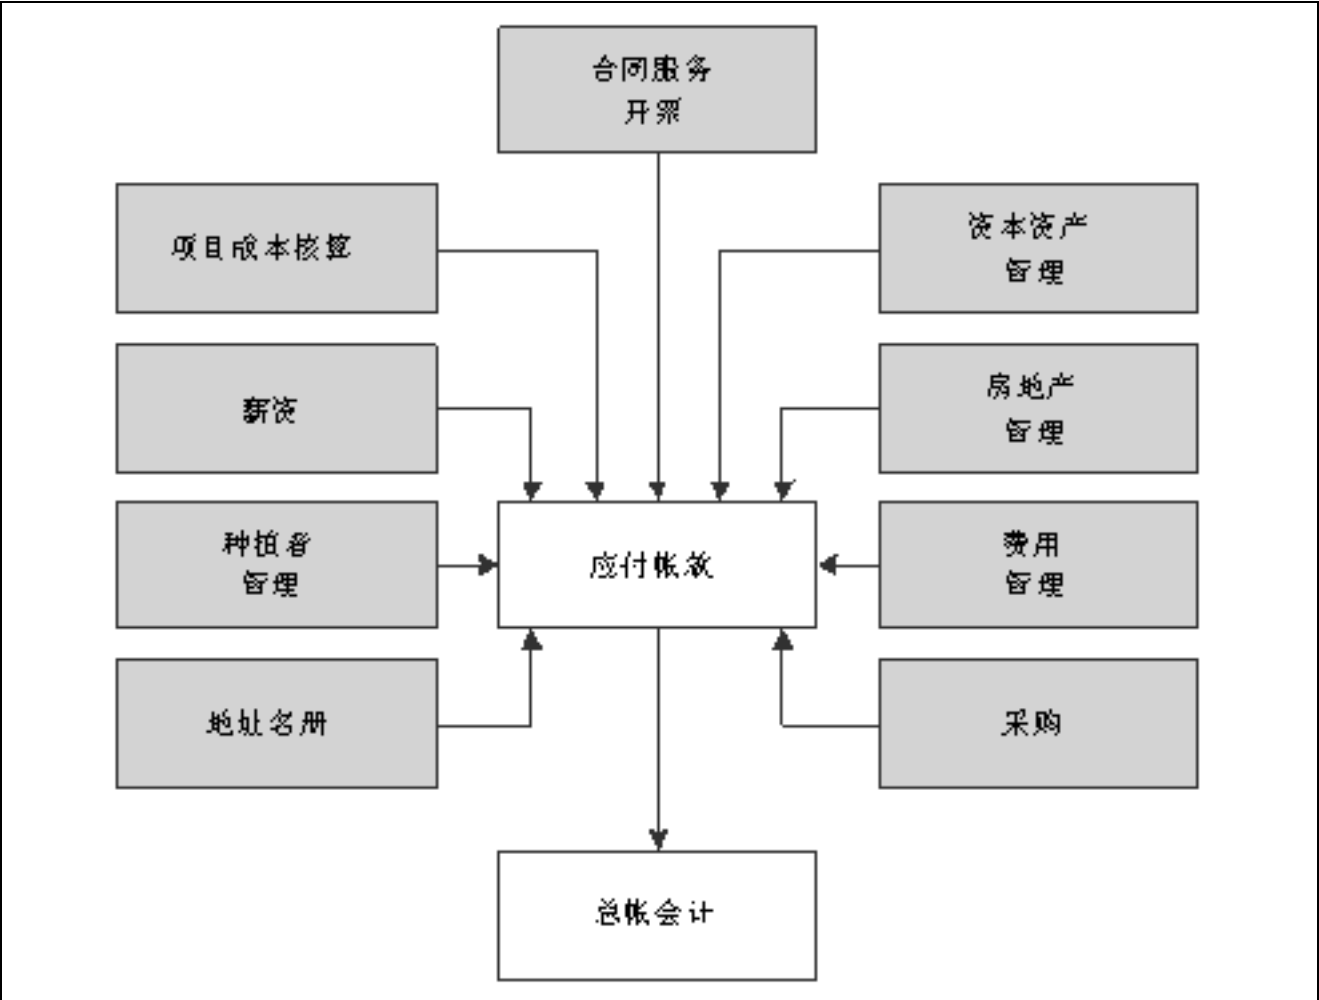 合同服务
开票
项目成本核算
资本资产
管理
薪资
房地产
管理
种植者
管理
应付帐款
费用
管理
地址名册
采购
总帐会计